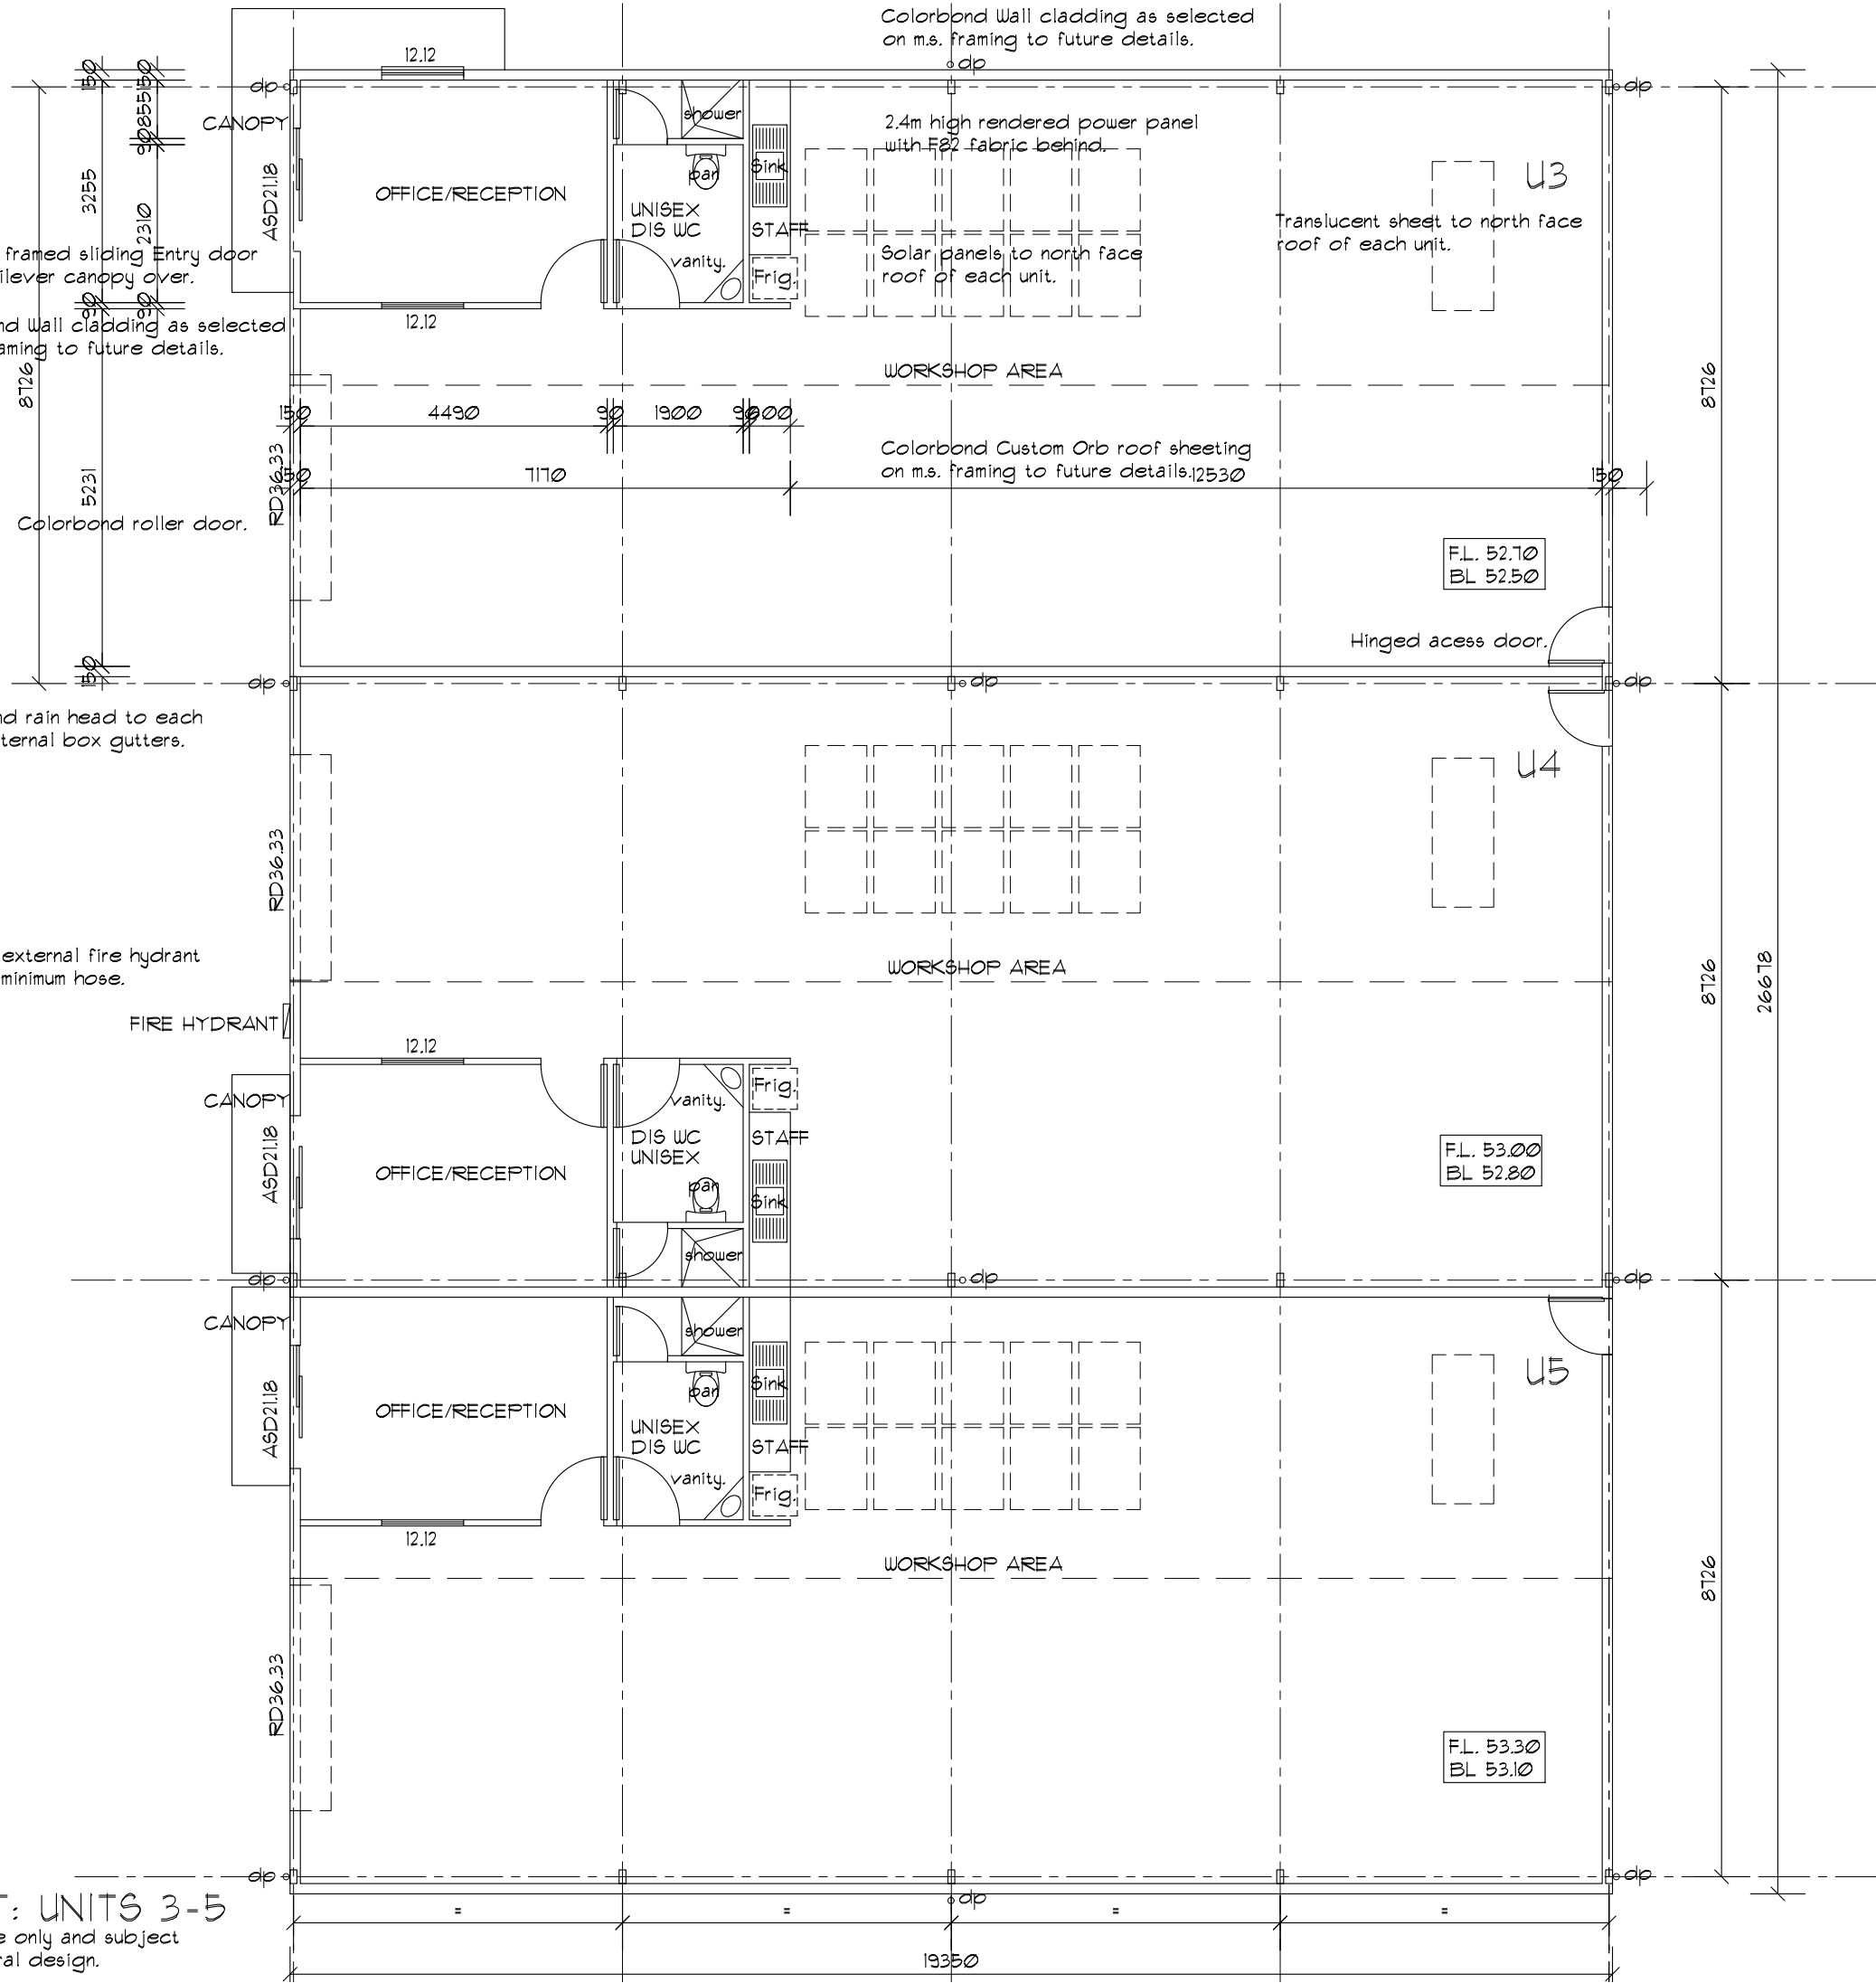 Colorbond Wall cladding as selected
on m.s. framing to future details.
12.12
dp
dp
dp
150
150
855
90
CANOPY
3255
2310
ASD21.18
OFFICE/RECEPTION
shower
pan
Sink
UNISEX
DIS WC
STAFF
vanity.
Frig.
2.4m high rendered power panel
with F82 fabric behind.
U3
Translucent sheet to north face
roof of each unit.
Solar panels to north face
roof of each unit.
framed sliding Entry door
ilever canopy over.
90
90
nd Wall cladding as selected
aming to future details.
12.12
8726
8726
WORKSHOP AREA
150
4490
90
1900
90
600
Colorbond Custom Orb roof sheeting
on m.s. framing to future details.
12530
150
7170
150
5231
RD36.33
Colorbond roller door.
F.L. 52.70
BL 52.50
Hinged acess door.
150
dp
dp
dp
nd rain head to each
ternal box gutters.
U4
RD36.33
external fire hydrant
minimum hose.
WORKSHOP AREA
8726
26678
FIRE HYDRANT
12.12
CANOPY
ASD21.18
OFFICE/RECEPTION
vanity.
Frig.
DIS WC
UNISEX
STAFF
pan
Sink
shower
F.L. 53.00
BL 52.80
dp
dp
dp
CANOPY
ASD21.18
OFFICE/RECEPTION
shower
pan
Sink
UNISEX
DIS WC
STAFF
vanity.
Frig.
U5
12.12
WORKSHOP AREA
8726
RD36.33
F.L. 53.30
BL 53.10
dp
dp
dp
T: UNITS 3-5
e only and subject
ral design.
=
=
=
=
19350